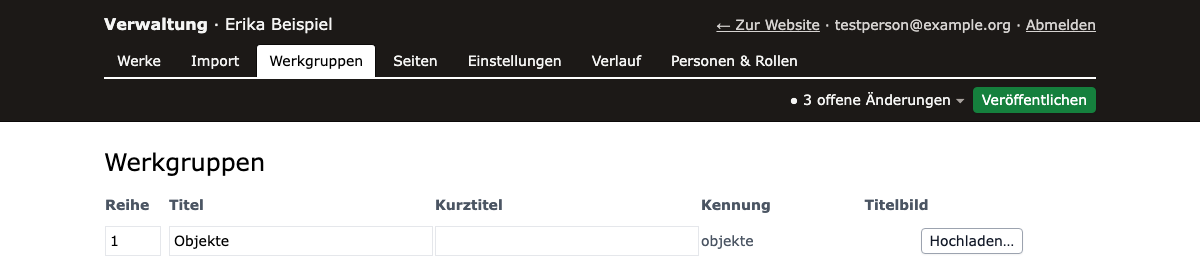 Verwaltung · Erika Beispiel
← Zur Website · testperson@example.org · Abmelden
Werke Import Werkgruppen Seiten Einstellungen Verlauf Personen & Rollen
• 3 offene Änderungen Veröffentlichen
Werkgruppen
Reihe Titel Kurztitel Kennung Titelbild
1 Objekte objekte Hochladen...